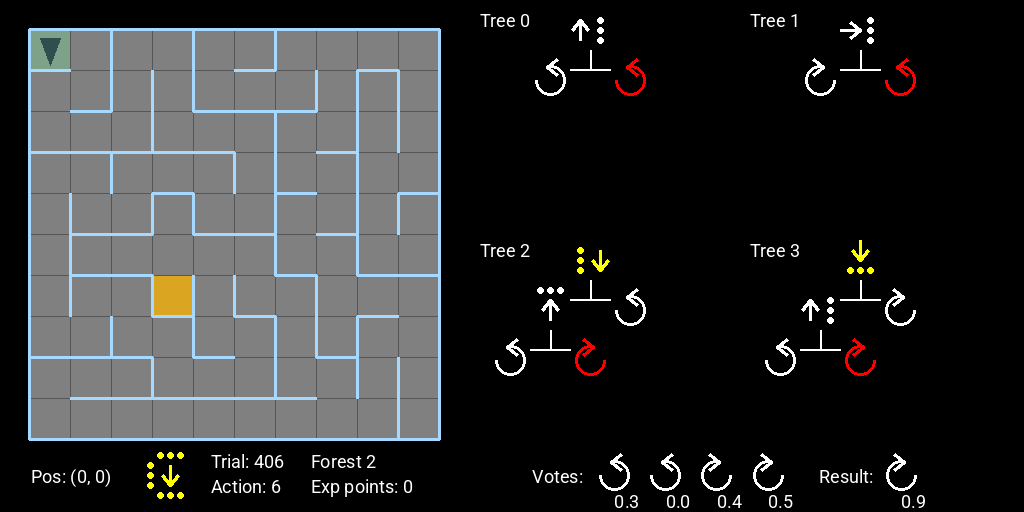 Tree 0
Tree 1
Tree 2
Tree 3
Pos: (0, 0)
Trial: 406
Forest 2
Action: 6
Exp points: 0
Votes:
0.3
0.0
0.4
0.5
Result:
0.9